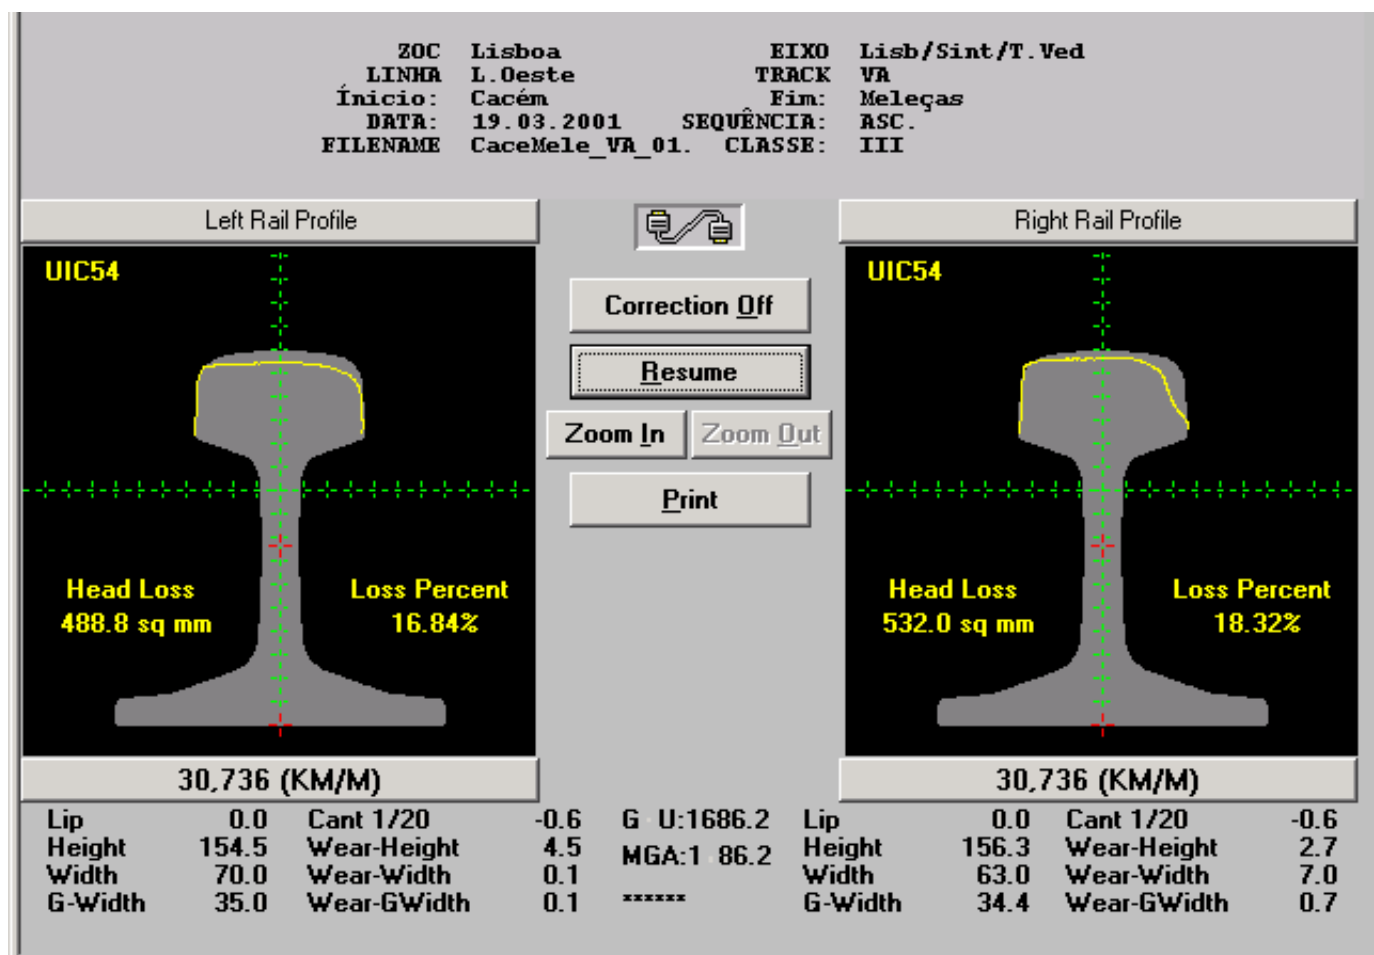 ZOC Lisboa EIXO Lisb/Sint/T.Ved
LINHA L.Oeste TRACK VA
Ínicio: Cacém Fim: Meleças
DATA: 19.03.2001 SEQUÊNCIA: ASC.
FILENAME CaceMele_VA_01. CLASSE: III
Left Rail Profile
Right Rail Profile
UIC54
UIC54
Correction Off
Resume
Zoom In Zoom Out
Print
Head Loss Loss Percent
488.8 sq mm 16.84%
Head Loss Loss Percent
532.0 sq mm 18.32%
30,736 (KM/M)
30,736 (KM/M)
Lip 0.0 Cant 1/20 -0.6 G U:1686.2 Lip 0.0 Cant 1/20 -0.6
Height 154.5 Wear-Height 4.5 MGA:1 86.2 Height 156.3 Wear-Height 2.7
Width 70.0 Wear-Width 0.1 Width 63.0 Wear-Width 7.0
G-Width 35.0 Wear-GWidth 0.1 ****** G-Width 34.4 Wear-GWidth 0.7